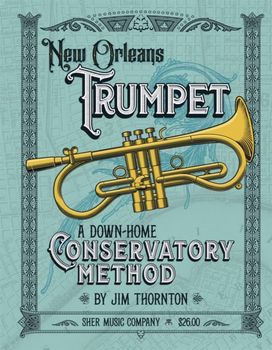 New Orleans
Trumpet
A Down-Home
Conservatory
Method
By Jim Thornton
Sher Music Company $26.00